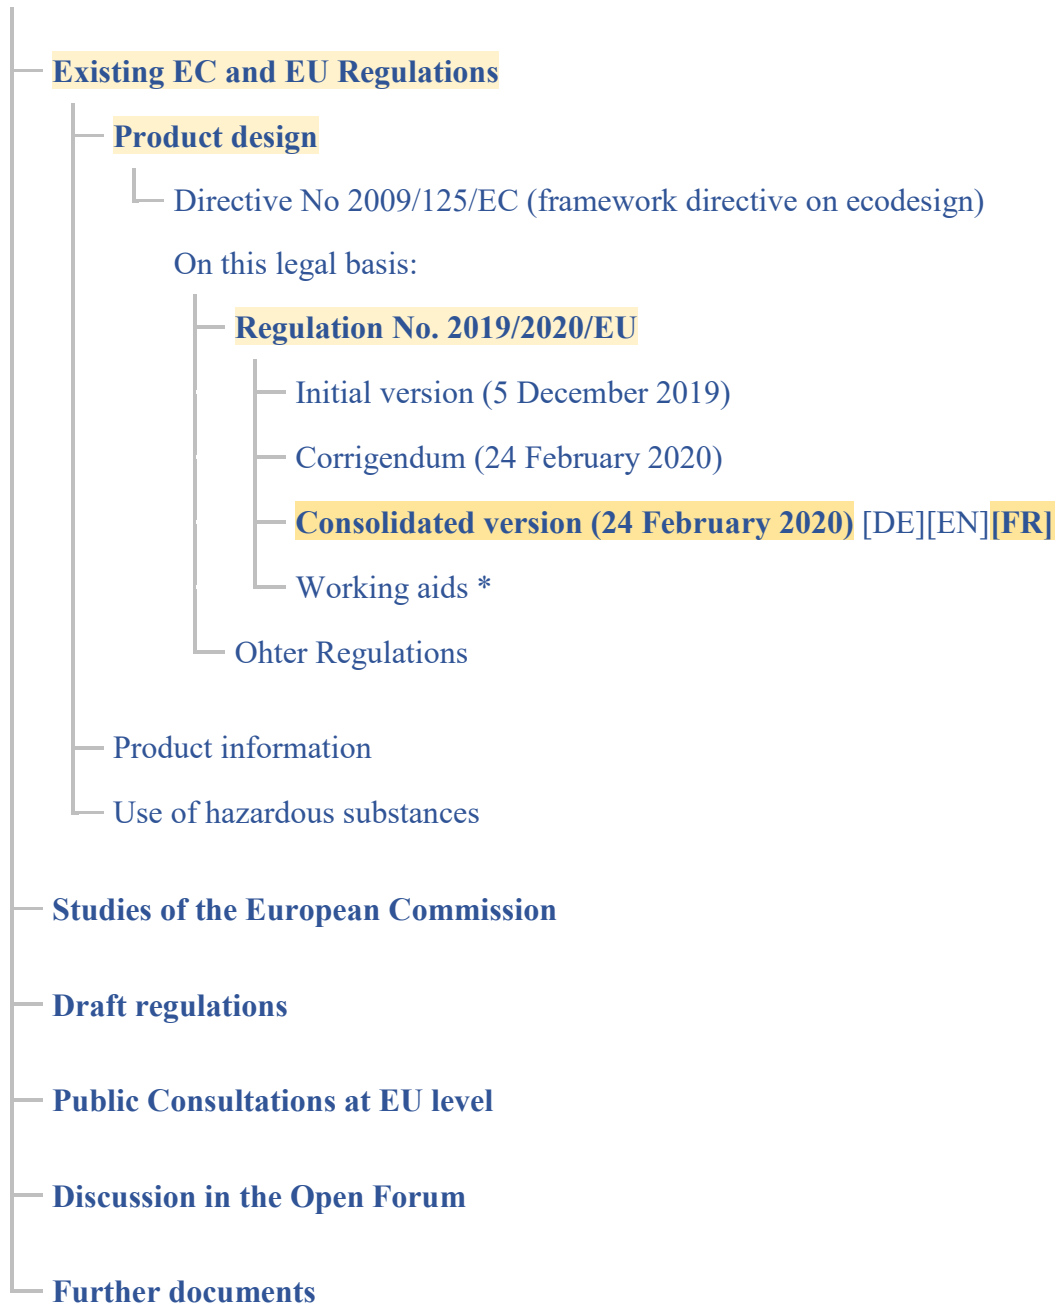 Existing EC and EU Regulations
Product design
Directive No 2009/125/EC (framework directive on ecodesign)
On this legal basis:
Regulation No. 2019/2020/EU
Initial version (5 December 2019)
Corrigendum (24 February 2020)
Consolidated version (24 February 2020) [DE][EN][FR]
Working aids *
Ohter Regulations
Product information
Use of hazardous substances
Studies of the European Commission
Draft regulations
Public Consultations at EU level
Discussion in the Open Forum
Further documents